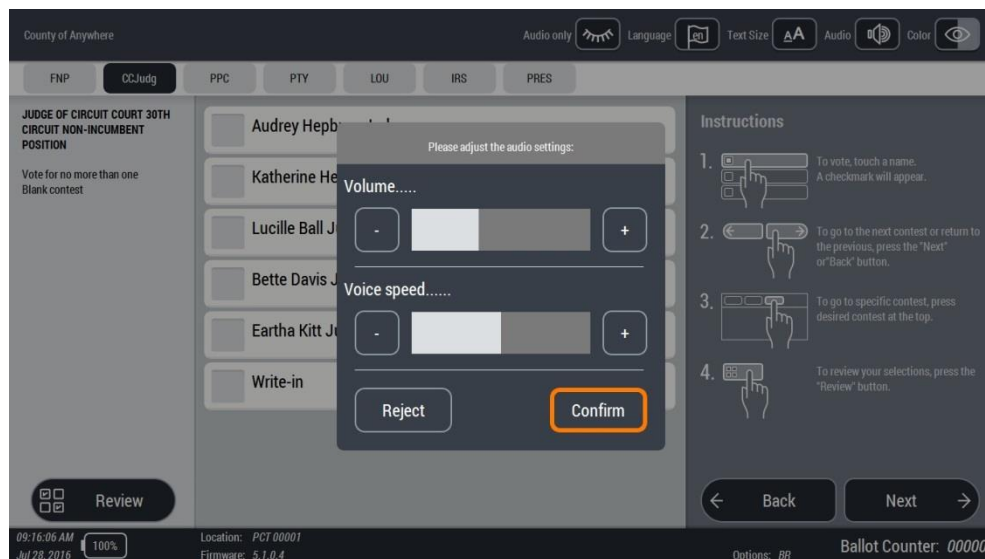 County of Anywhere
Audio only
Language
en
Text Size
AA
Audio
Color
FNP
CCJudg
PPC
PTY
LOU
IRS
PRES
JUDGE OF CIRCUIT COURT 30TH
CIRCUIT NON-INCUMBENT
POSITION
Vote for no more than one
Blank contest
Audrey Hepb
Katherine He
Lucille Ball J
Bette Davis J
Eartha Kitt Ju
Write-in
Please adjust the audio settings:
Volume.....
-
+
Voice speed......
-
+
Reject
Confirm
Instructions
1.
To vote, touch a name.
A checkmark will appear.
2.
To go to the next contest or return to
the previous, press the "Next"
or"Back" button.
3.
To go to specific contest, press
desired contest at the top.
4.
To review your selections, press the
"Review" button.
Review
Back
Next
09:16:06 AM
Jul 28, 2016
100%
Location: PCT 00001
Firmware: 5.1.0.4
Options: BR
Ballot Counter: 00000